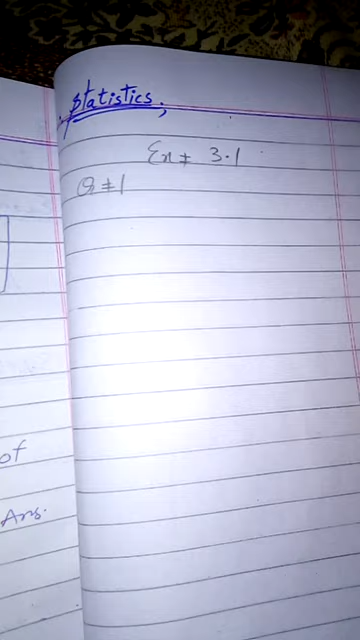 Statistics;
Ex # 3.1
Q # 1
of
Ans.